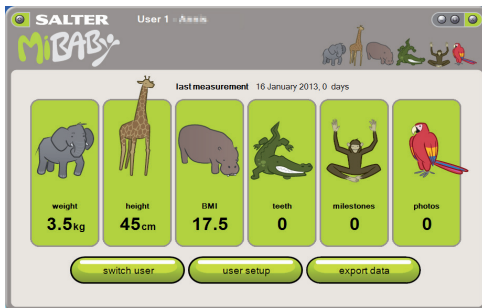 SALTER
User 1 -
MiBABy
last measurement 16 January 2013, 0 days
weight height BMI teeth milestones photos
3.5kg 45cm 17.5 0 0 0
switch user user setup export data